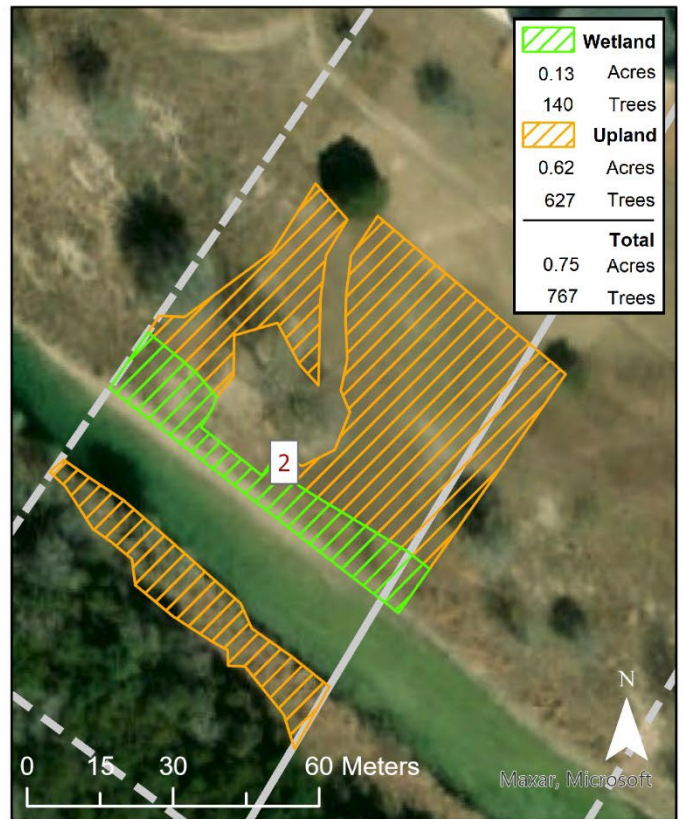 Wetland
0.13 Acres
140 Trees
Upland
0.62 Acres
627 Trees
Total
0.75 Acres
767 Trees
2
N
0 15 30 60 Meters
Maxar, Microsoft